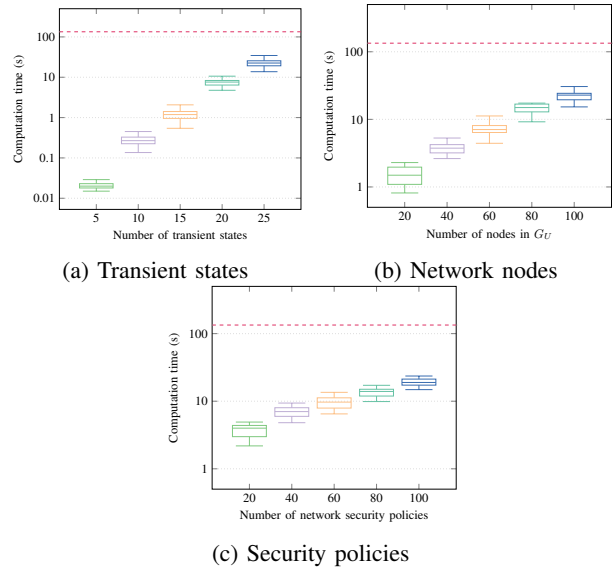 Computation time (s)
100
10
1
0.1
0.01
5 10 15 20 25
Number of transient states
(a) Transient states
Computation time (s)
100
10
1
20 40 60 80 100
Number of nodes in G_U
(b) Network nodes
Computation time (s)
100
10
1
20 40 60 80 100
Number of network security policies
(c) Security policies